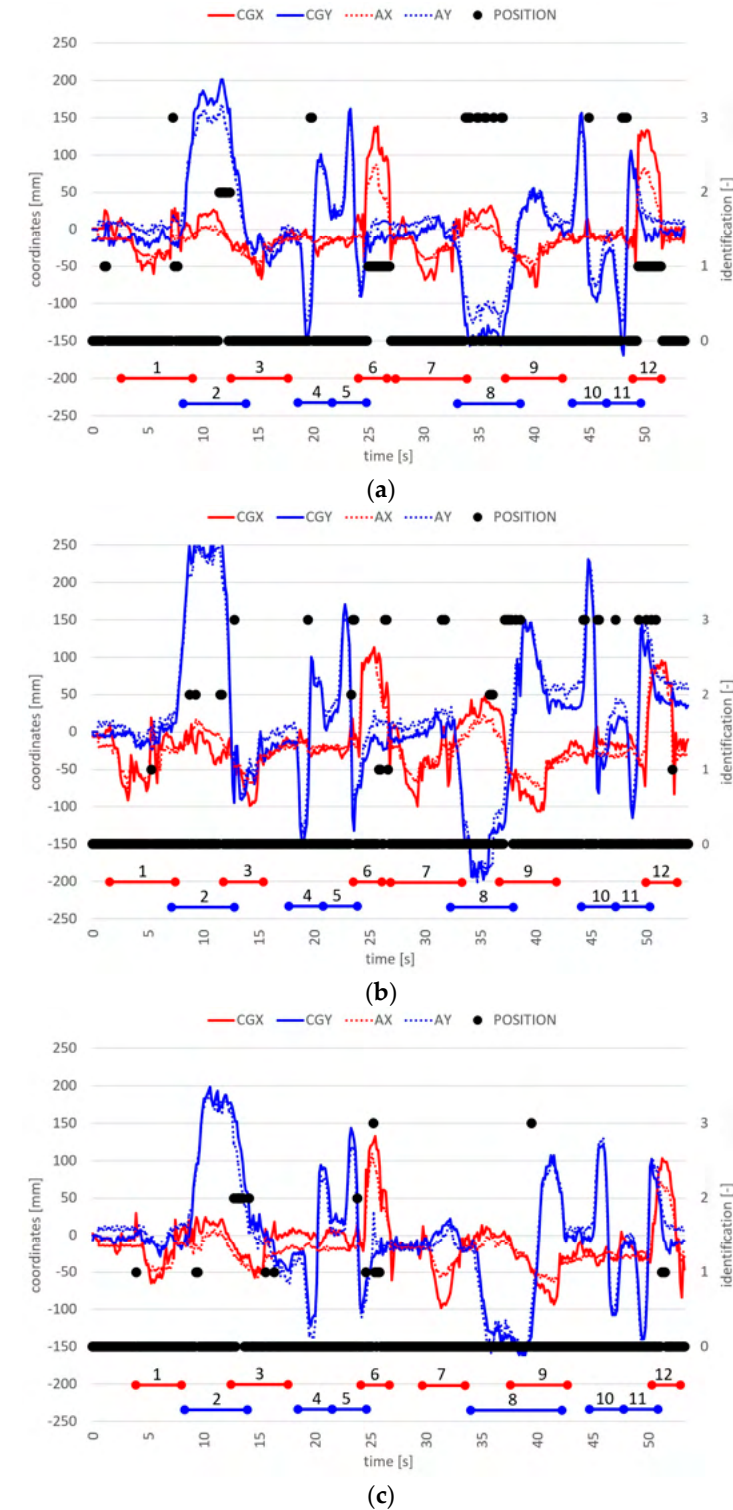 CGX CGY AX AY POSITION
250
200
150 3
100
50 2
0
-50 1
-100
-150 0
-200
-250
coordinates [mm]
identification [-]
1 3 6 7 9 12
2 4 5 8 10 11
0 5 10 15 20 25 30 35 40 45 50
time [s]
(a)
CGX CGY AX AY POSITION
250
200
150 3
100
50 2
0
-50 1
-100
-150 0
-200
-250
coordinates [mm]
identification [-]
1 3 6 7 9 12
2 4 5 8 10 11
0 5 10 15 20 25 30 35 40 45 50
time [s]
(b)
CGX CGY AX AY POSITION
250
200
150 3
100
50 2
0
-50 1
-100
-150 0
-200
-250
coordinates [mm]
identification [-]
1 3 6 7 9 12
2 4 5 8 10 11
0 5 10 15 20 25 30 35 40 45 50
time [s]
(c)